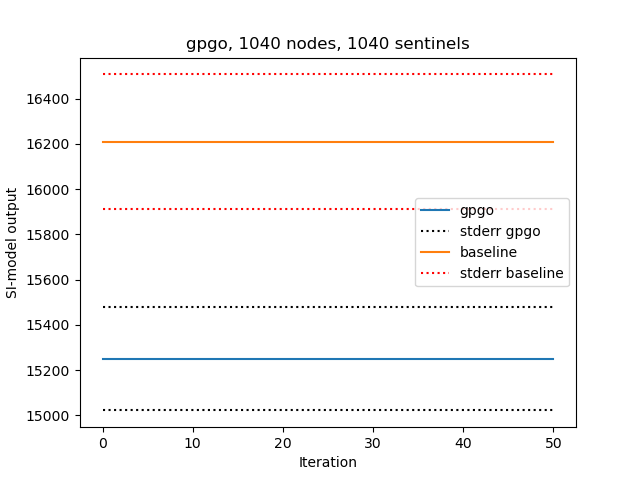 gpgo, 1040 nodes, 1040 sentinels
SI-model output
16400
16200
16000
15800
15600
15400
15200
15000
gpgo
stderr gpgo
baseline
stderr baseline
0 10 20 30 40 50
Iteration